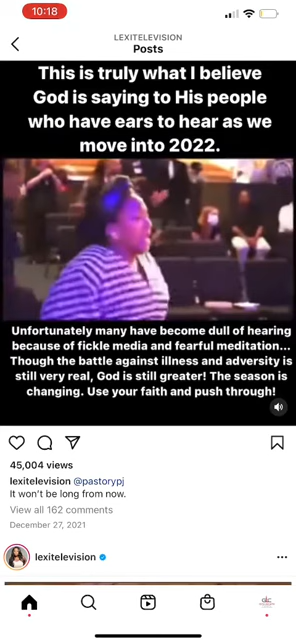 10:18
LEXITELEVISION
Posts
This is truly what I believe
God is saying to His people
who have ears to hear as we
move into 2022.
Unfortunately many have become dull of hearing
because of fickle media and fearful meditation...
Though the battle against illness and adversity is
still very real, God is still greater! The season is
changing. Use your faith and push through!
45,004 views
lexitelevision @pastorypj
It won't be long from now.
View all 162 comments
December 27, 2021
lexitelevision